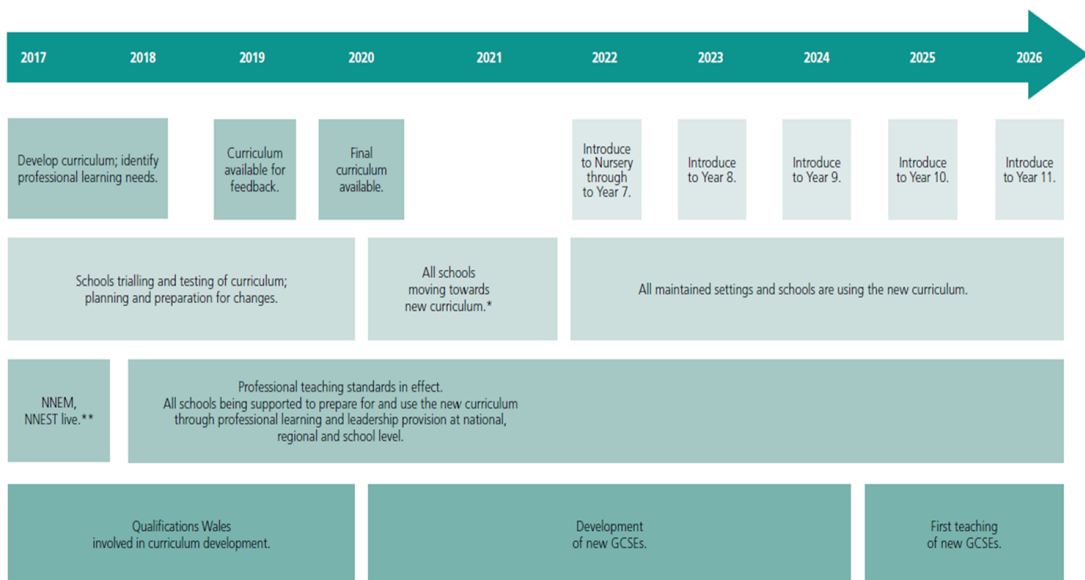 2017 2018 2019 2020 2021 2022 2023 2024 2025 2026
Develop curriculum; identify
professional learning needs.
Curriculum
available for
feedback.
Final
curriculum
available.
Introduce
to Nursery
through
to Year 7.
Introduce
to Year 8.
Introduce
to Year 9.
Introduce
to Year 10.
Introduce
to Year 11.
Schools trialling and testing of curriculum;
planning and preparation for changes.
All schools
moving towards
new curriculum.*
All maintained settings and schools are using the new curriculum.
NNEM,
NNEST live.**
Professional teaching standards in effect.
All schools being supported to prepare for and use the new curriculum
through professional learning and leadership provision at national,
regional and school level.
Qualifications Wales
involved in curriculum development.
Development
of new GCSEs.
First teaching
of new GCSEs.